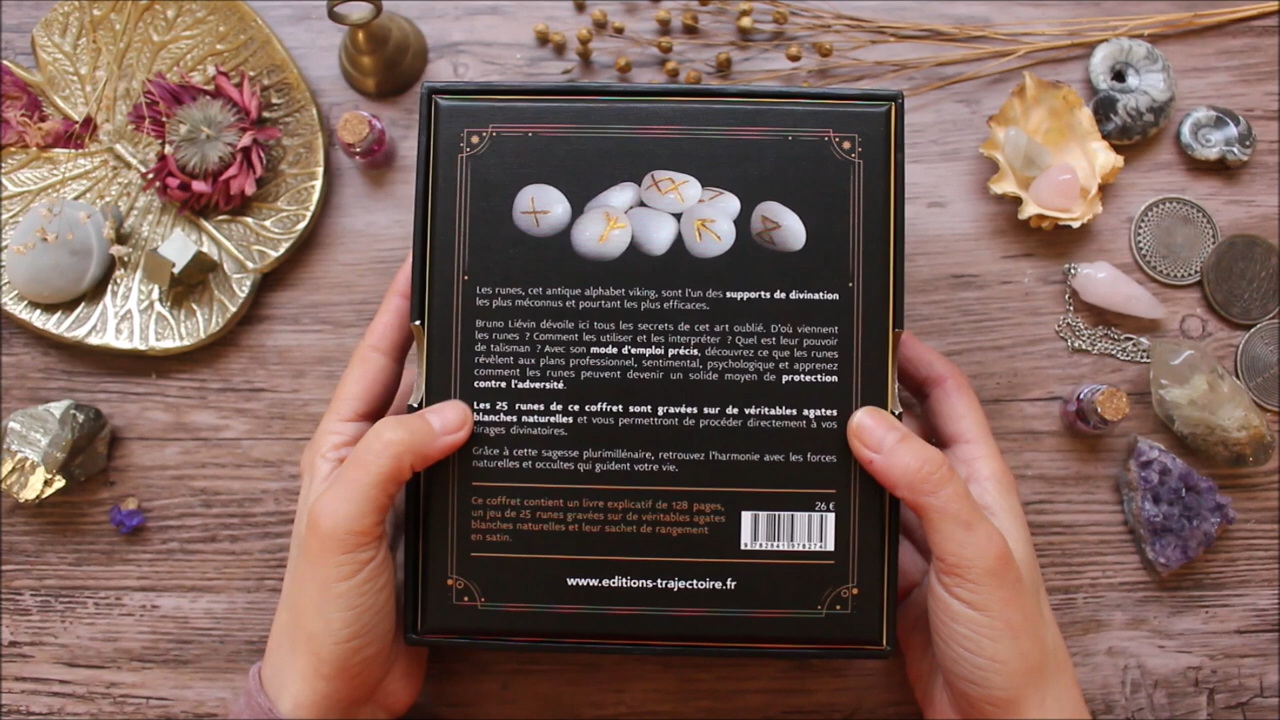 Les runes, cet antique alphabet viking, sont l'un des supports de divination
les plus méconnus et pourtant les plus efficaces.
Bruno Liévin dévoile ici tous les secrets de cet art oublié. D'où viennent
les runes ? Comment les utiliser et les interpréter ? Quel est leur pouvoir
de talisman ? Avec son mode d'emploi précis, découvrez ce que les runes
révèlent aux plans professionnel, sentimental, psychologique et apprenez
comment les runes peuvent devenir un solide moyen de protection
contre l'adversité.
Les 25 runes de ce coffret sont gravées sur de véritables agates
blanches naturelles et vous permettront de procéder directement à vos
tirages divinatoires.
Grâce à cette sagesse plurimillénaire, retrouvez l'harmonie avec les forces
naturelles et occultes qui guident votre vie.
Ce coffret contient un livre explicatif de 128 pages,
un jeu de 25 runes gravées sur de véritables agates
blanches naturelles et leur sachet de rangement
en satin.
26 €
9 782841 978274
www.editions-trajectoire.fr